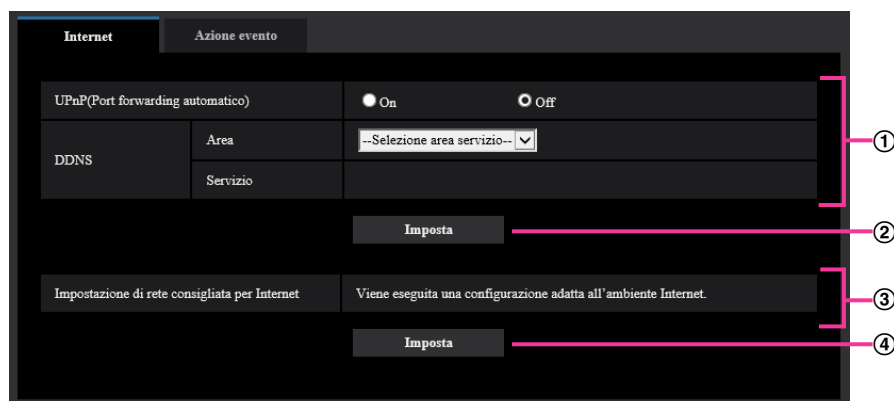 Internet Azione evento
UPnP(Port forwarding automatico) On Off
DDNS Area --Selezione area servizio--
Servizio
①
Imposta ②
Impostazione di rete consigliata per Internet Viene eseguita una configurazione adatta all'ambiente Internet. ③
Imposta ④